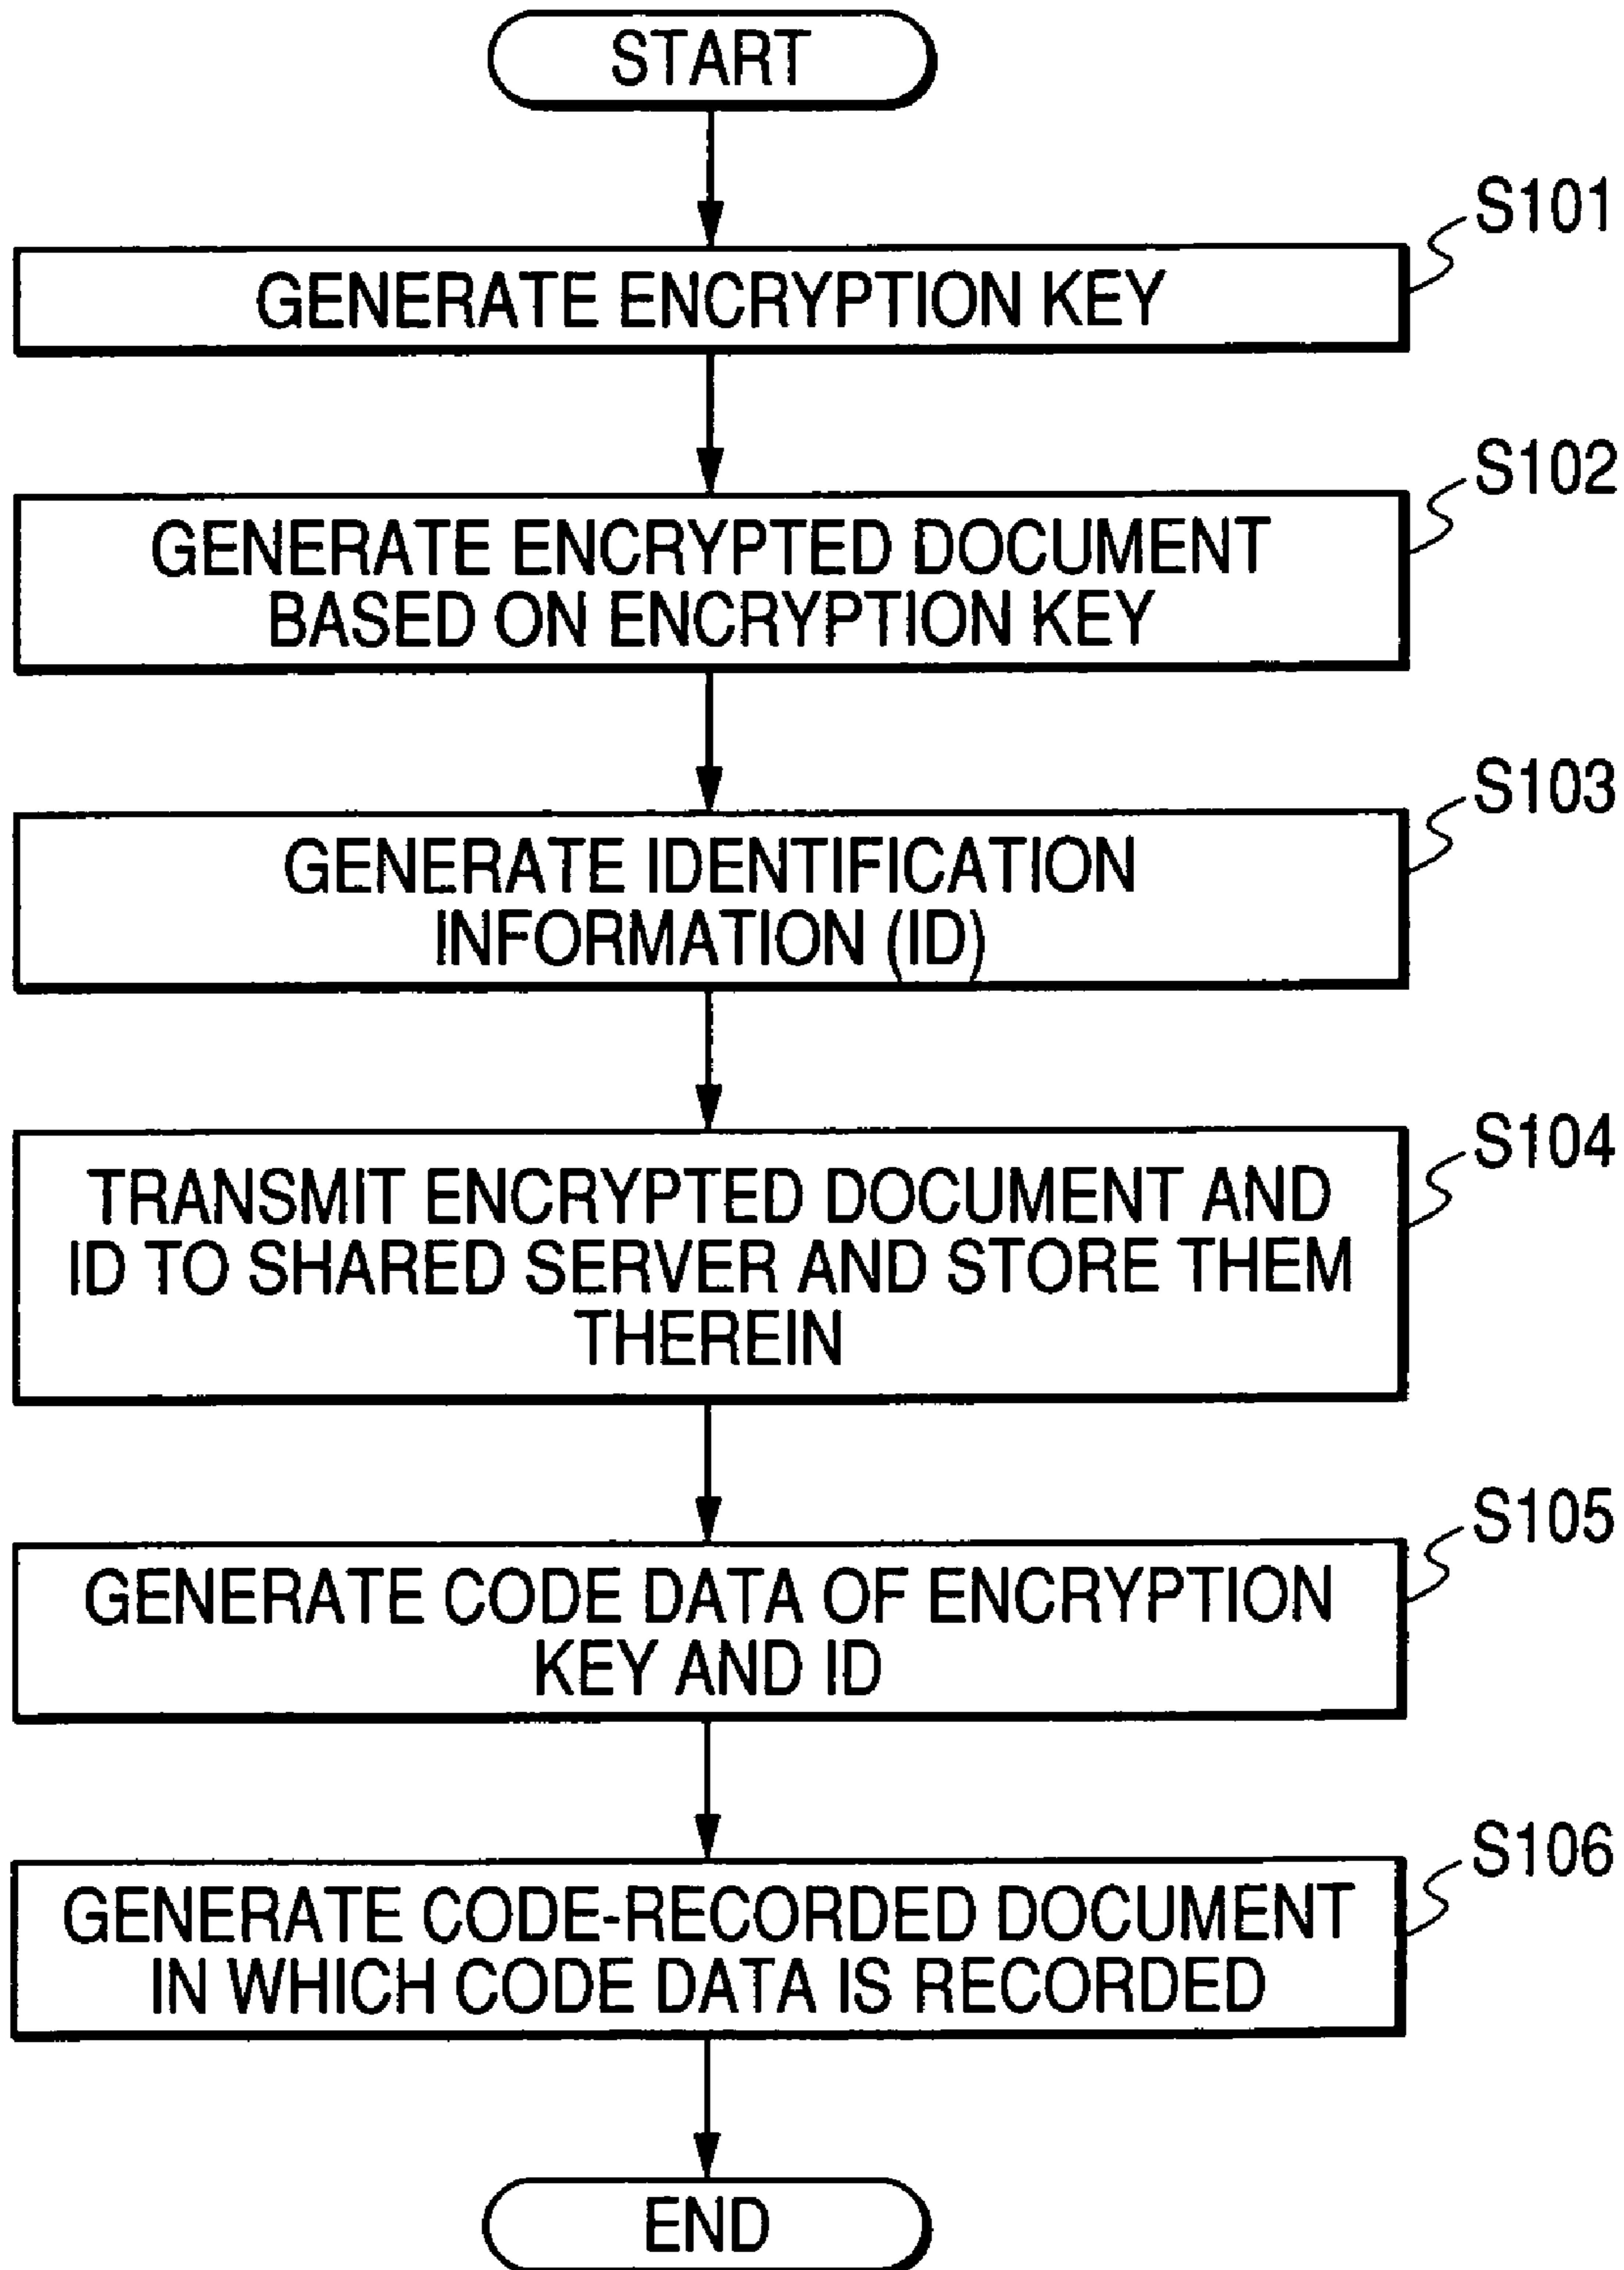 START
S101
GENERATE ENCRYPTION KEY
S102
GENERATE ENCRYPTED DOCUMENT
BASED ON ENCRYPTION KEY
S103
GENERATE IDENTIFICATION
INFORMATION (ID)
S104
TRANSMIT ENCRYPTED DOCUMENT AND
ID TO SHARED SERVER AND STORE THEM
THEREIN
S105
GENERATE CODE DATA OF ENCRYPTION
KEY AND ID
S106
GENERATE CODE-RECORDED DOCUMENT
IN WHICH CODE DATA IS RECORDED
END